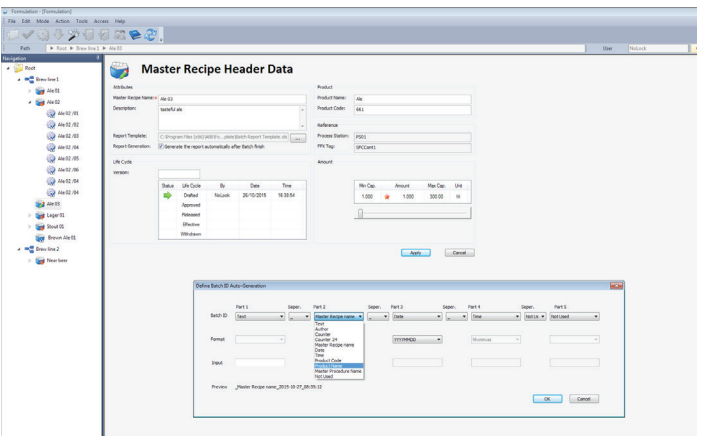 Formulation - [Formulation]
File Edit Mode Action Tools Access Help
Path Root Brew line 1 Ale 03 User NoLock
Navigation
Root
Brew line 1
Ale 01
Ale 02
Ale 02 /01
Ale 02 /02
Ale 02 /03
Ale 02 /04
Ale 02 /05
Ale 02 /06
Ale 02 /04
Ale 02 /04
Ale 03
Lager 01
Stout 01
Brown Ale 01
Brew line 2
Near beer
Master Recipe Header Data
Attributes
Master Recipe Name: Ale 03
Description: tasteful ale
Report Template:
Report Generation: Generate the report automatically after Batch finish
Product
Product Name: Ale
Product Code: 661
Reference
Process Station: PS01
PFX Tag: SFCCont1
Life Cycle
Version:
Status Life Cycle By Date Time
Drafted NoLock 26/10/2015 16:38:54
Approved
Released
Effective
Withdrawn
Amount
Min Cap. Amount Max Cap. Unit
1.000 1.000 300.00
Apply Cancel
Define Batch ID Auto-Generation
Part 1 Seper. Part 2 Seper. Part 3 Seper. Part 4 Seper. Part 5
Batch ID Text _ Master Recipe name _ Date _ Time Not Us Not Used
Text
Author
Counter
Counter 24
Master Recipe name
Date
Time
Product Code
Product Name
Master Procedure Name
Not Used
Format YYYYMMDD
Input
Preview _Master Recipe name_2015-10-27_08:55:12
OK Cancel